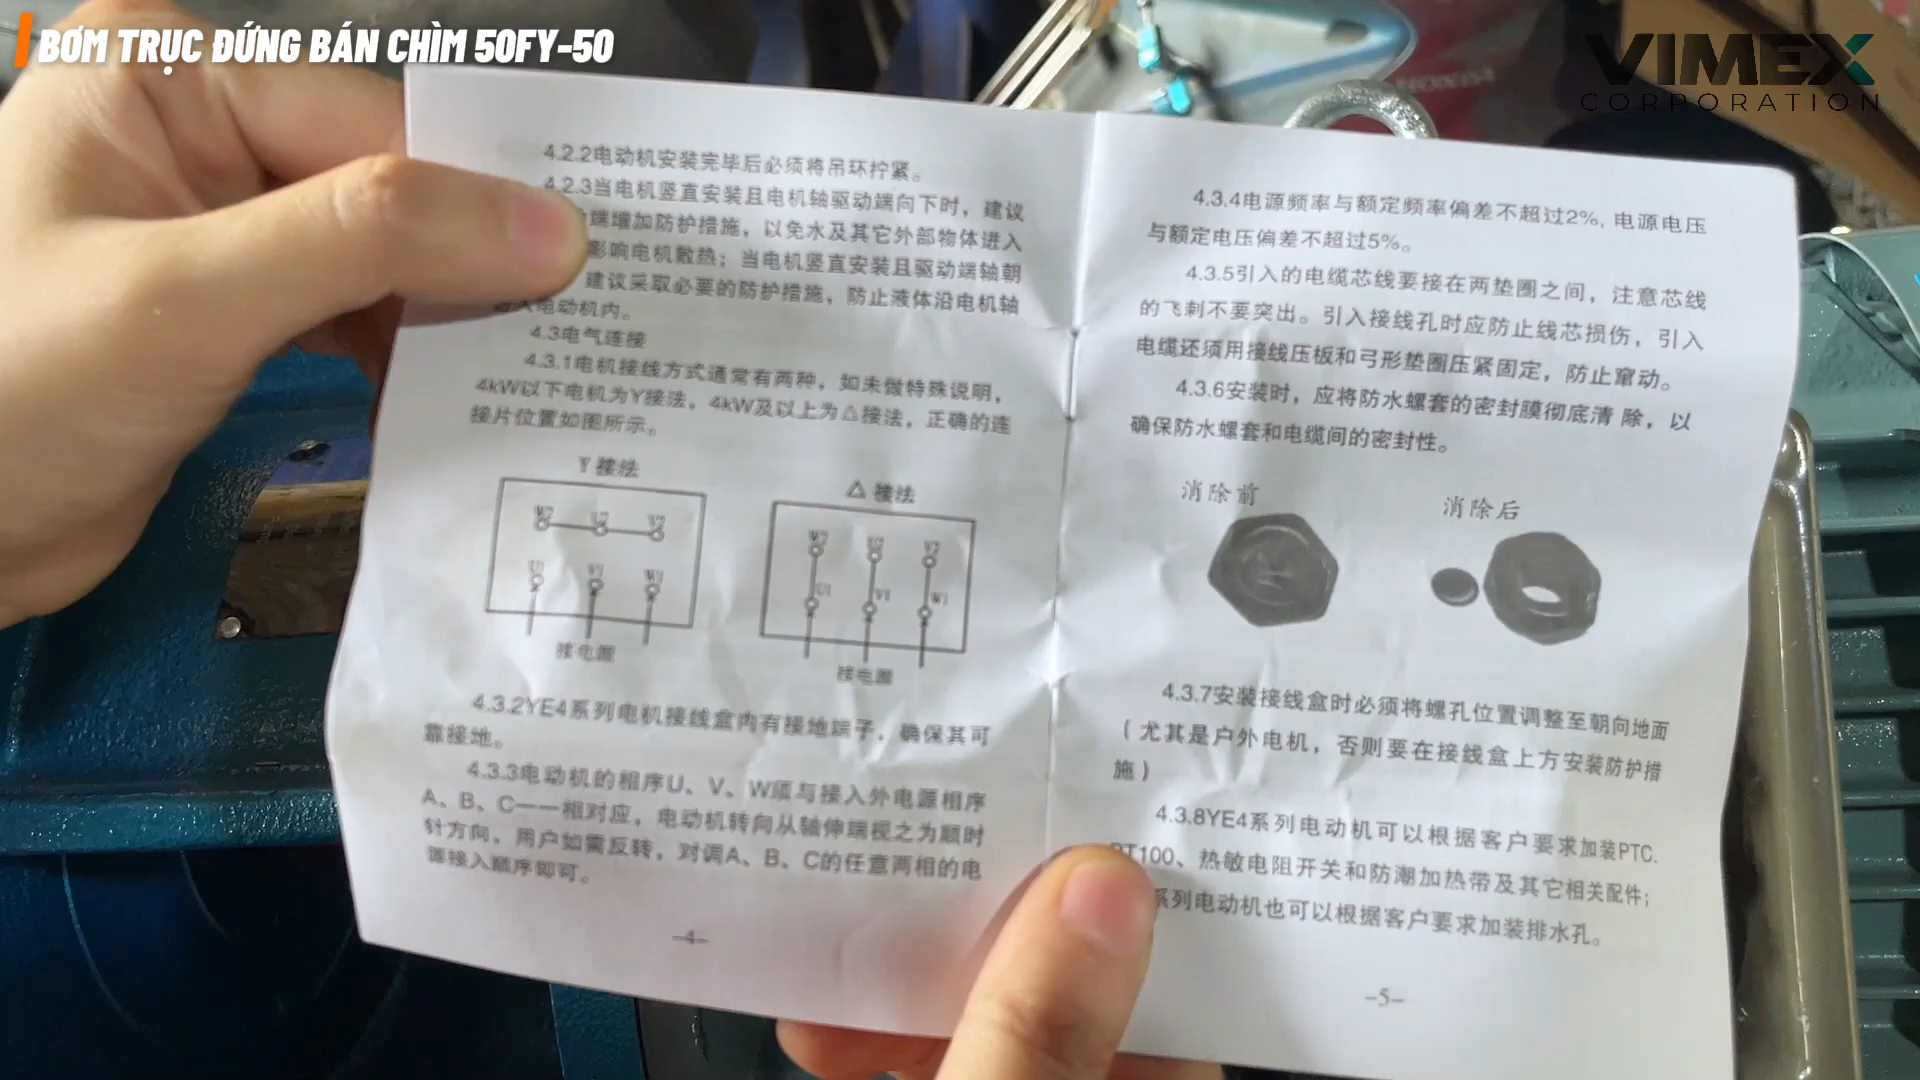 BƠM TRỤC ĐỨNG BÁN CHÌM 50FY-50
VIMEX
CORPORATION
4.2.2电动机安装完毕后必须将吊环拧紧。
4.2.3当电机竖直安装且电机轴驱动端向下时，建议
端增加防护措施，以免水及其它外部物体进入
影响电机散热；当电机竖直安装且驱动端轴朝
建议采取必要的防护措施，防止液体沿电机轴
入电动机内。
4.3电气连接
4.3.1电机接线方式通常有两种，如未做特殊说明，
4kW以下电机为Y接法，4kW及以上为△接法，正确的连
接片位置如图所示。
Y 接法
W2 U2 V2
U1 V1 W1
接电源
△ 接法
W2 U2 V2
U1 V1 W1
接电源
4.3.2YE4系列电机接线盒内有接地端子，确保其可
靠接地。
4.3.3电动机的相序U、V、W须与接入外电源相序
A、B、C一一相对应，电动机转向从轴伸端视之为顺时
针方向，用户如需反转，对调A、B、C的任意两相的电
源接入顺序即可。
–4–
4.3.4电源频率与额定频率偏差不超过2%, 电源电压
与额定电压偏差不超过5%。
4.3.5引入的电缆芯线要接在两垫圈之间，注意芯线
的飞刺不要突出。引入接线孔时应防止线芯损伤，引入
电缆还须用接线压板和弓形垫圈压紧固定，防止窜动。
4.3.6安装时，应将防水螺套的密封膜彻底清 除，以
确保防水螺套和电缆间的密封性。
消除前
消除后
4.3.7安装接线盒时必须将螺孔位置调整至朝向地面
（尤其是户外电机，否则要在接线盒上方安装防护措
施）
4.3.8YE4系列电动机可以根据客户要求加装PTC.
PT100、热敏电阻开关和防潮加热带及其它相关配件；
系列电动机也可以根据客户要求加装排水孔。
–5–